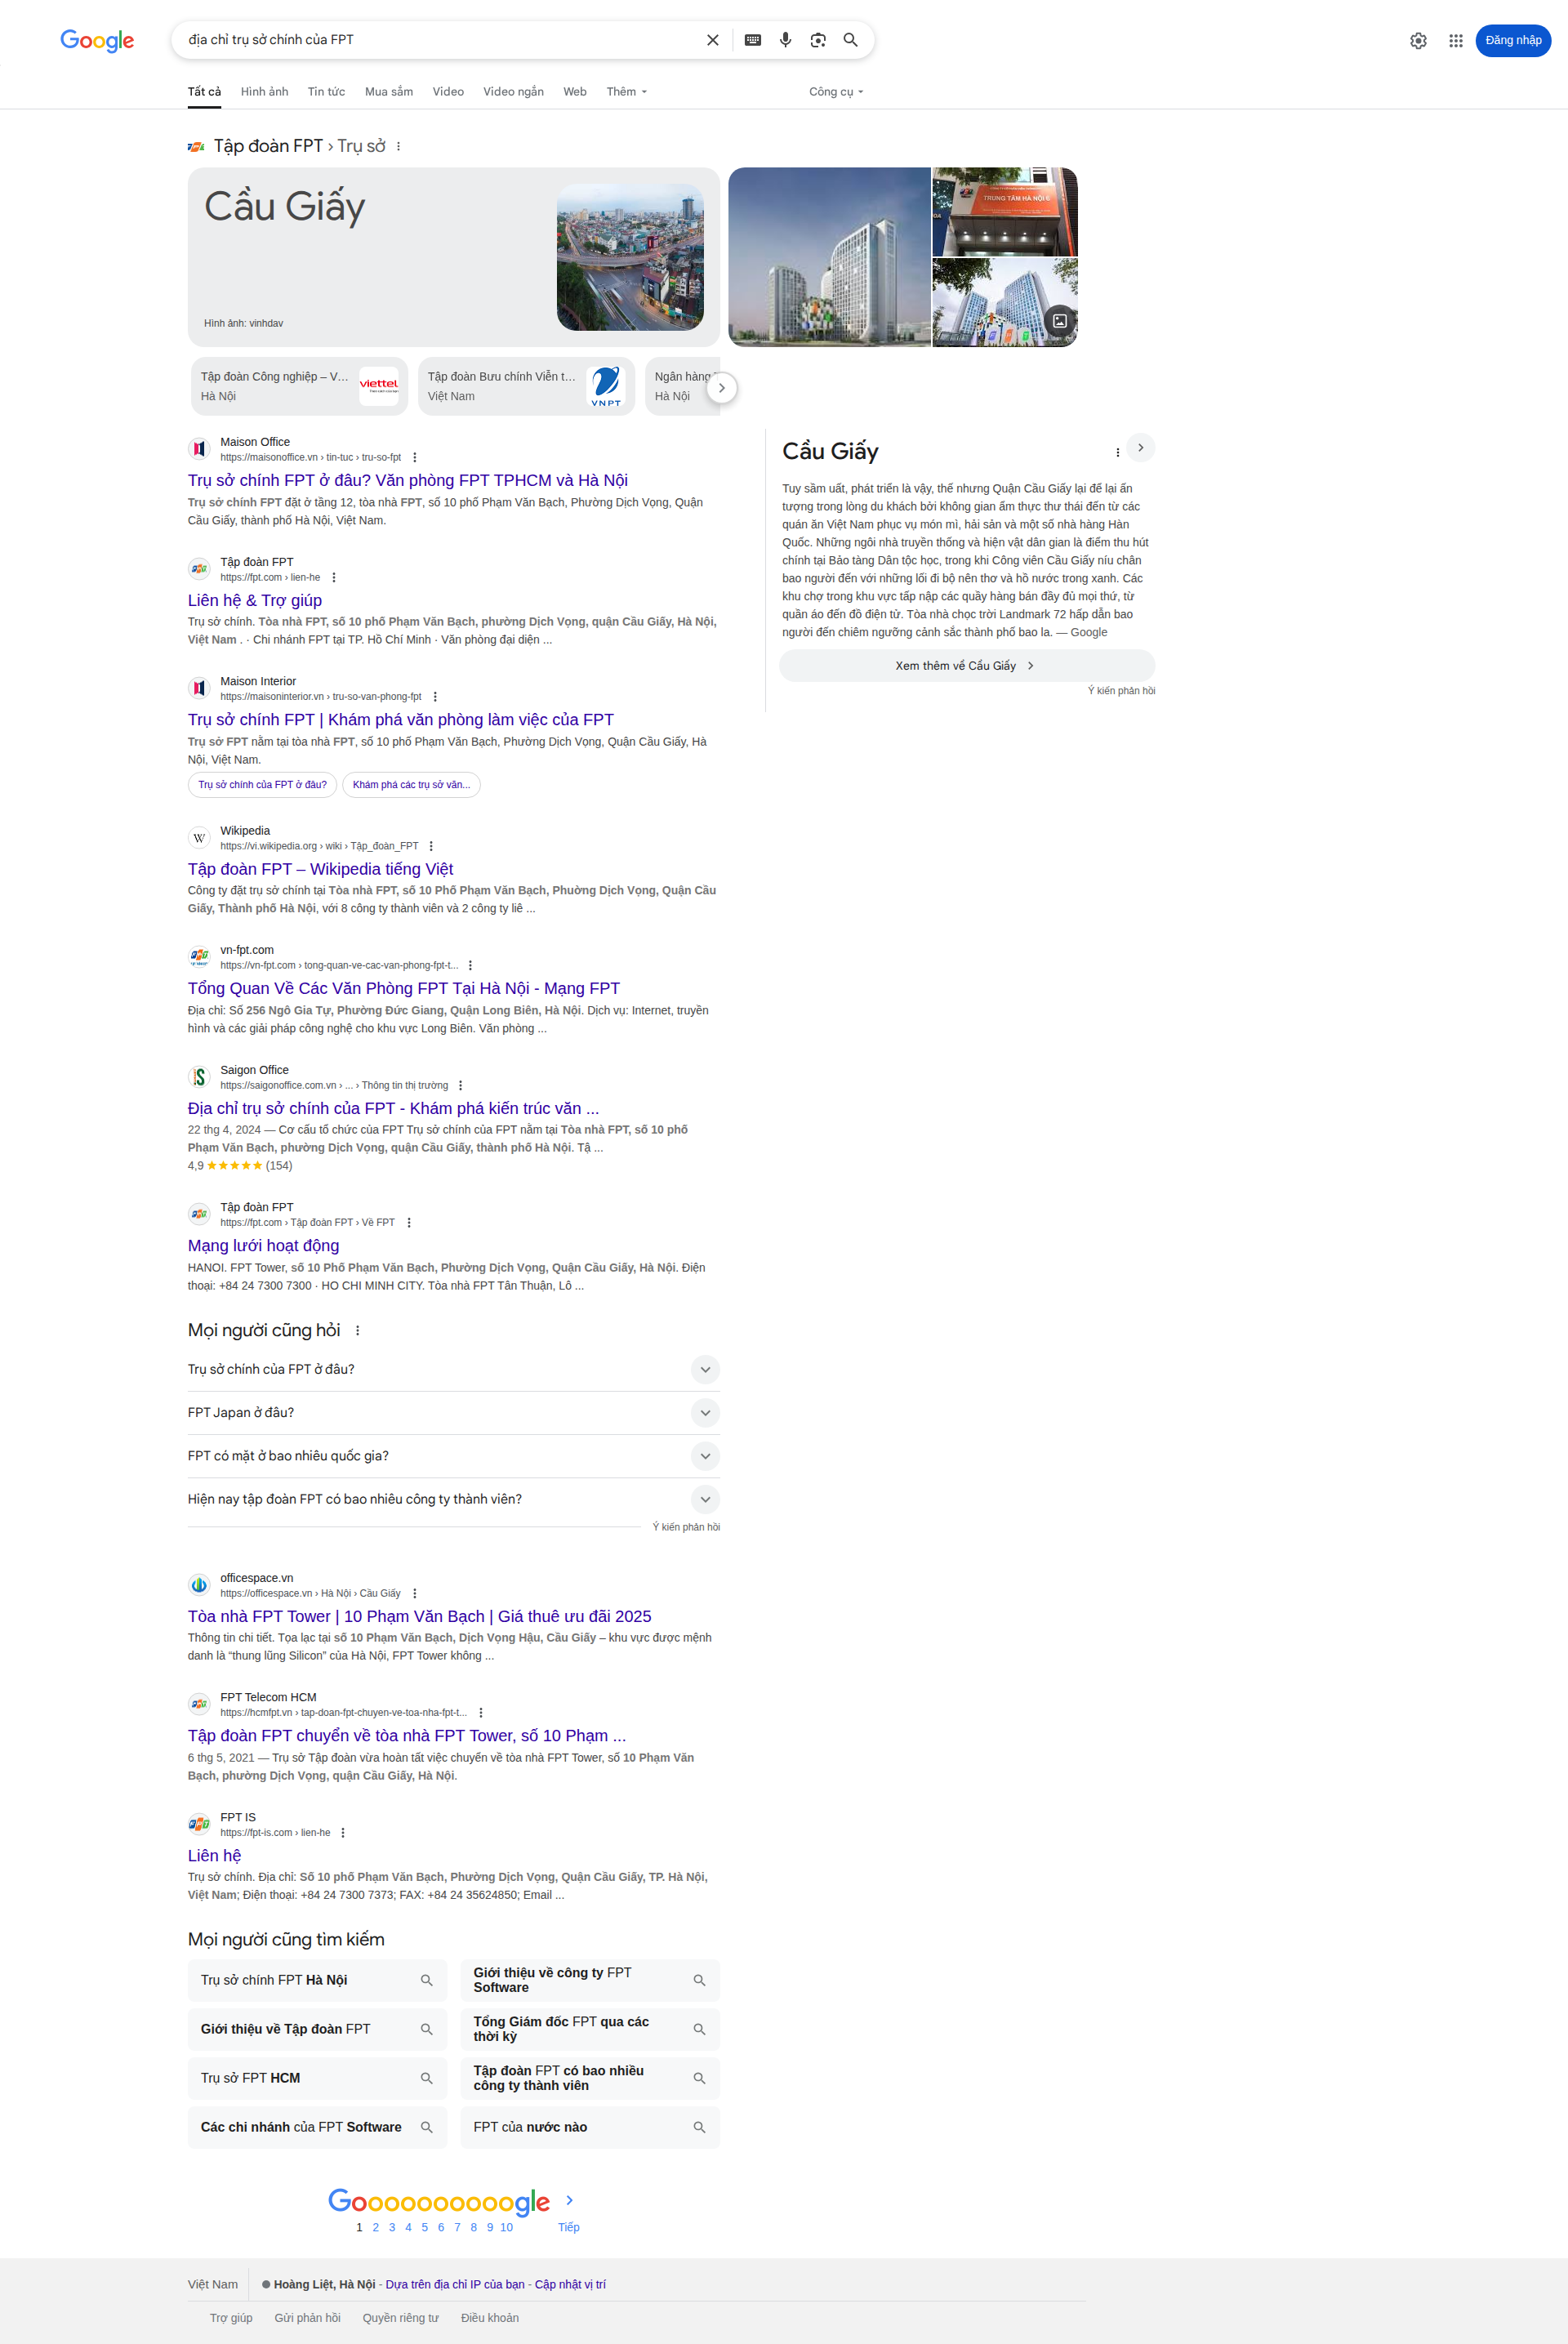 Google
địa chỉ trụ sở chính của FPT
Đăng nhập
Tất cả
Hình ảnh
Tin tức
Mua sắm
Video
Video ngắn
Web
Thêm
Công cụ
Tập đoàn FPT › Trụ sở
Cầu Giấy
Hình ảnh: vinhdav
TRUNG TÂM HÀ NỘI 6
Tập đoàn Công nghiệp – V...
Hà Nội
viettel
Tập đoàn Bưu chính Viễn t...
Việt Nam
VNPT
Ngân hàng
Hà Nội
Maison Office
https://maisonoffice.vn › tin-tuc › tru-so-fpt
Trụ sở chính FPT ở đâu? Văn phòng FPT TPHCM và Hà Nội
Trụ sở chính FPT đặt ở tầng 12, tòa nhà FPT, số 10 phố Phạm Văn Bạch, Phường Dịch Vọng, Quận
Cầu Giấy, thành phố Hà Nội, Việt Nam.
Tập đoàn FPT
https://fpt.com › lien-he
Liên hệ & Trợ giúp
Trụ sở chính. Tòa nhà FPT, số 10 phố Phạm Văn Bạch, phường Dịch Vọng, quận Cầu Giấy, Hà Nội,
Việt Nam . · Chi nhánh FPT tại TP. Hồ Chí Minh · Văn phòng đại diện ...
Maison Interior
https://maisoninterior.vn › tru-so-van-phong-fpt
Trụ sở chính FPT | Khám phá văn phòng làm việc của FPT
Trụ sở FPT nằm tại tòa nhà FPT, số 10 phố Phạm Văn Bạch, Phường Dịch Vọng, Quận Cầu Giấy, Hà
Nội, Việt Nam.
Trụ sở chính của FPT ở đâu?
Khám phá các trụ sở văn...
Wikipedia
https://vi.wikipedia.org › wiki › Tập_đoàn_FPT
Tập đoàn FPT – Wikipedia tiếng Việt
Công ty đặt trụ sở chính tại Tòa nhà FPT, số 10 Phố Phạm Văn Bạch, Phường Dịch Vọng, Quận Cầu
Giấy, Thành phố Hà Nội, với 8 công ty thành viên và 2 công ty liê ...
vn-fpt.com
https://vn-fpt.com › tong-quan-ve-cac-van-phong-fpt-t...
Tổng Quan Về Các Văn Phòng FPT Tại Hà Nội - Mạng FPT
Địa chỉ: Số 256 Ngô Gia Tự, Phường Đức Giang, Quận Long Biên, Hà Nội. Dịch vụ: Internet, truyền
hình và các giải pháp công nghệ cho khu vực Long Biên. Văn phòng ...
Saigon Office
https://saigonoffice.com.vn › ... › Thông tin thị trường
Địa chỉ trụ sở chính của FPT - Khám phá kiến trúc văn ...
22 thg 4, 2024 — Cơ cấu tổ chức của FPT Trụ sở chính của FPT nằm tại Tòa nhà FPT, số 10 phố
Phạm Văn Bạch, phường Dịch Vọng, quận Cầu Giấy, thành phố Hà Nội. Tậ ...
4,9 ★★★★★ (154)
Tập đoàn FPT
https://fpt.com › Tập đoàn FPT › Về FPT
Mạng lưới hoạt động
HANOI. FPT Tower, số 10 Phố Phạm Văn Bạch, Phường Dịch Vọng, Quận Cầu Giấy, Hà Nội. Điện
thoại: +84 24 7300 7300 · HO CHI MINH CITY. Tòa nhà FPT Tân Thuận, Lô ...
Mọi người cũng hỏi
Trụ sở chính của FPT ở đâu?
FPT Japan ở đâu?
FPT có mặt ở bao nhiêu quốc gia?
Hiện nay tập đoàn FPT có bao nhiêu công ty thành viên?
Ý kiến phản hồi
officespace.vn
https://officespace.vn › Hà Nội › Cầu Giấy
Tòa nhà FPT Tower | 10 Phạm Văn Bạch | Giá thuê ưu đãi 2025
Thông tin chi tiết. Tọa lạc tại số 10 Phạm Văn Bạch, Dịch Vọng Hậu, Cầu Giấy – khu vực được mệnh
danh là “thung lũng Silicon” của Hà Nội, FPT Tower không ...
FPT Telecom HCM
https://hcmfpt.vn › tap-doan-fpt-chuyen-ve-toa-nha-fpt-t...
Tập đoàn FPT chuyển về tòa nhà FPT Tower, số 10 Phạm ...
6 thg 5, 2021 — Trụ sở Tập đoàn vừa hoàn tất việc chuyển về tòa nhà FPT Tower, số 10 Phạm Văn
Bạch, phường Dịch Vọng, quận Cầu Giấy, Hà Nội.
FPT IS
https://fpt-is.com › lien-he
Liên hệ
Trụ sở chính. Địa chỉ: Số 10 phố Phạm Văn Bạch, Phường Dịch Vọng, Quận Cầu Giấy, TP. Hà Nội,
Việt Nam; Điện thoại: +84 24 7300 7373; FAX: +84 24 35624850; Email ...
Mọi người cũng tìm kiếm
Trụ sở chính FPT Hà Nội
Giới thiệu về công ty FPT
Software
Giới thiệu về Tập đoàn FPT
Tổng Giám đốc FPT qua các
thời kỳ
Trụ sở FPT HCM
Tập đoàn FPT có bao nhiều
công ty thành viên
Các chi nhánh của FPT Software
FPT của nước nào
Cầu Giấy
Tuy sầm uất, phát triển là vậy, thế nhưng Quận Cầu Giấy lại để lại ấn
tượng trong lòng du khách bởi không gian ẩm thực thư thái đến từ các
quán ăn Việt Nam phục vụ món mì, hải sản và một số nhà hàng Hàn
Quốc. Những ngôi nhà truyền thống và hiện vật dân gian là điểm thu hút
chính tại Bảo tàng Dân tộc học, trong khi Công viên Cầu Giấy níu chân
bao người đến với những lối đi bộ nên thơ và hồ nước trong xanh. Các
khu chợ trong khu vực tấp nập các quầy hàng bán đầy đủ mọi thứ, từ
quần áo đến đồ điện tử. Tòa nhà chọc trời Landmark 72 hấp dẫn bao
người đến chiêm ngưỡng cảnh sắc thành phố bao la. — Google
Xem thêm về Cầu Giấy
Ý kiến phản hồi
Goooooooooogle
1 2 3 4 5 6 7 8 9 10 Tiếp
Việt Nam
Hoàng Liệt, Hà Nội - Dựa trên địa chỉ IP của bạn - Cập nhật vị trí
Trợ giúp
Gửi phản hồi
Quyền riêng tư
Điều khoản